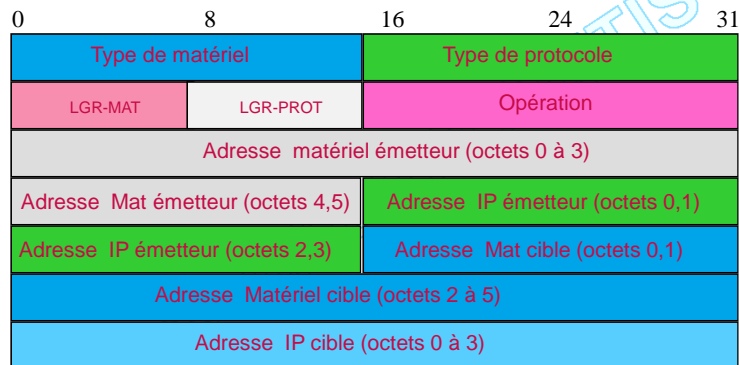 0 8 16 24 31
Type de matériel Type de protocole
LGR-MAT LGR-PROT Opération
Adresse matériel émetteur (octets 0 à 3)
Adresse Mat émetteur (octets 4,5) Adresse IP émetteur (octets 0,1)
Adresse IP émetteur (octets 2,3) Adresse Mat cible (octets 0,1)
Adresse Matériel cible (octets 2 à 5)
Adresse IP cible (octets 0 à 3)